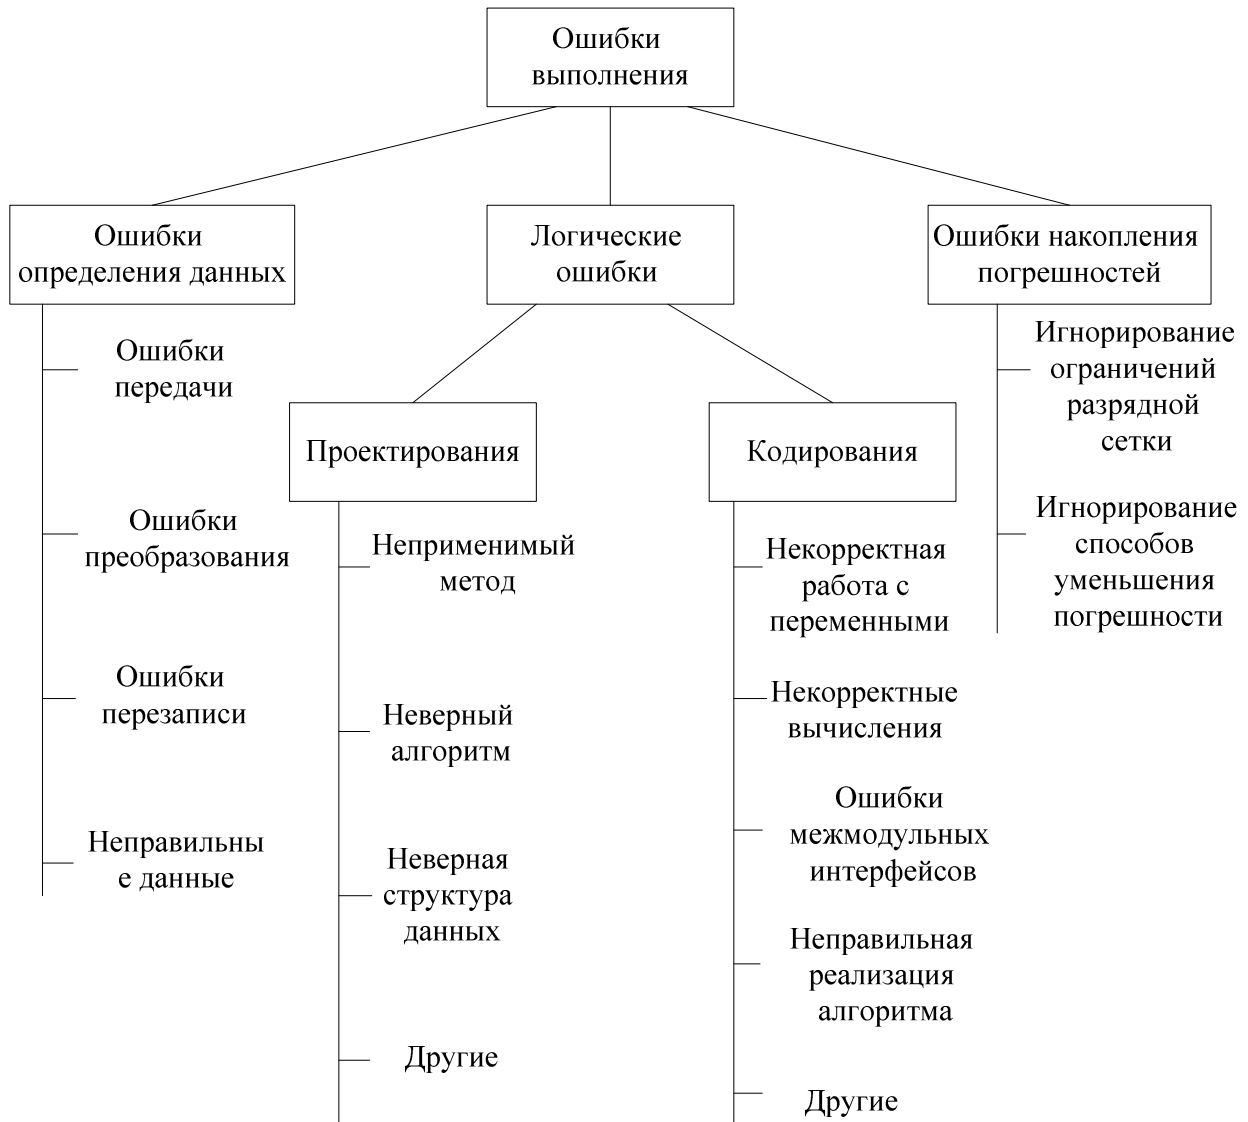 Ошибки
выполнения
Ошибки
определения данных
Логические
ошибки
Ошибки накопления
погрешностей
Ошибки
передачи
Ошибки
преобразования
Ошибки
перезаписи
Неправильны
е данные
Проектирования
Неприменимый
метод
Неверный
алгоритм
Неверная
структура
данных
Другие
Кодирования
Некорректная
работа с
переменными
Некорректные
вычисления
Ошибки
межмодульных
интерфейсов
Неправильная
реализация
алгоритма
Другие
Игнорирование
ограничений
разрядной
сетки
Игнорирование
способов
уменьшения
погрешности